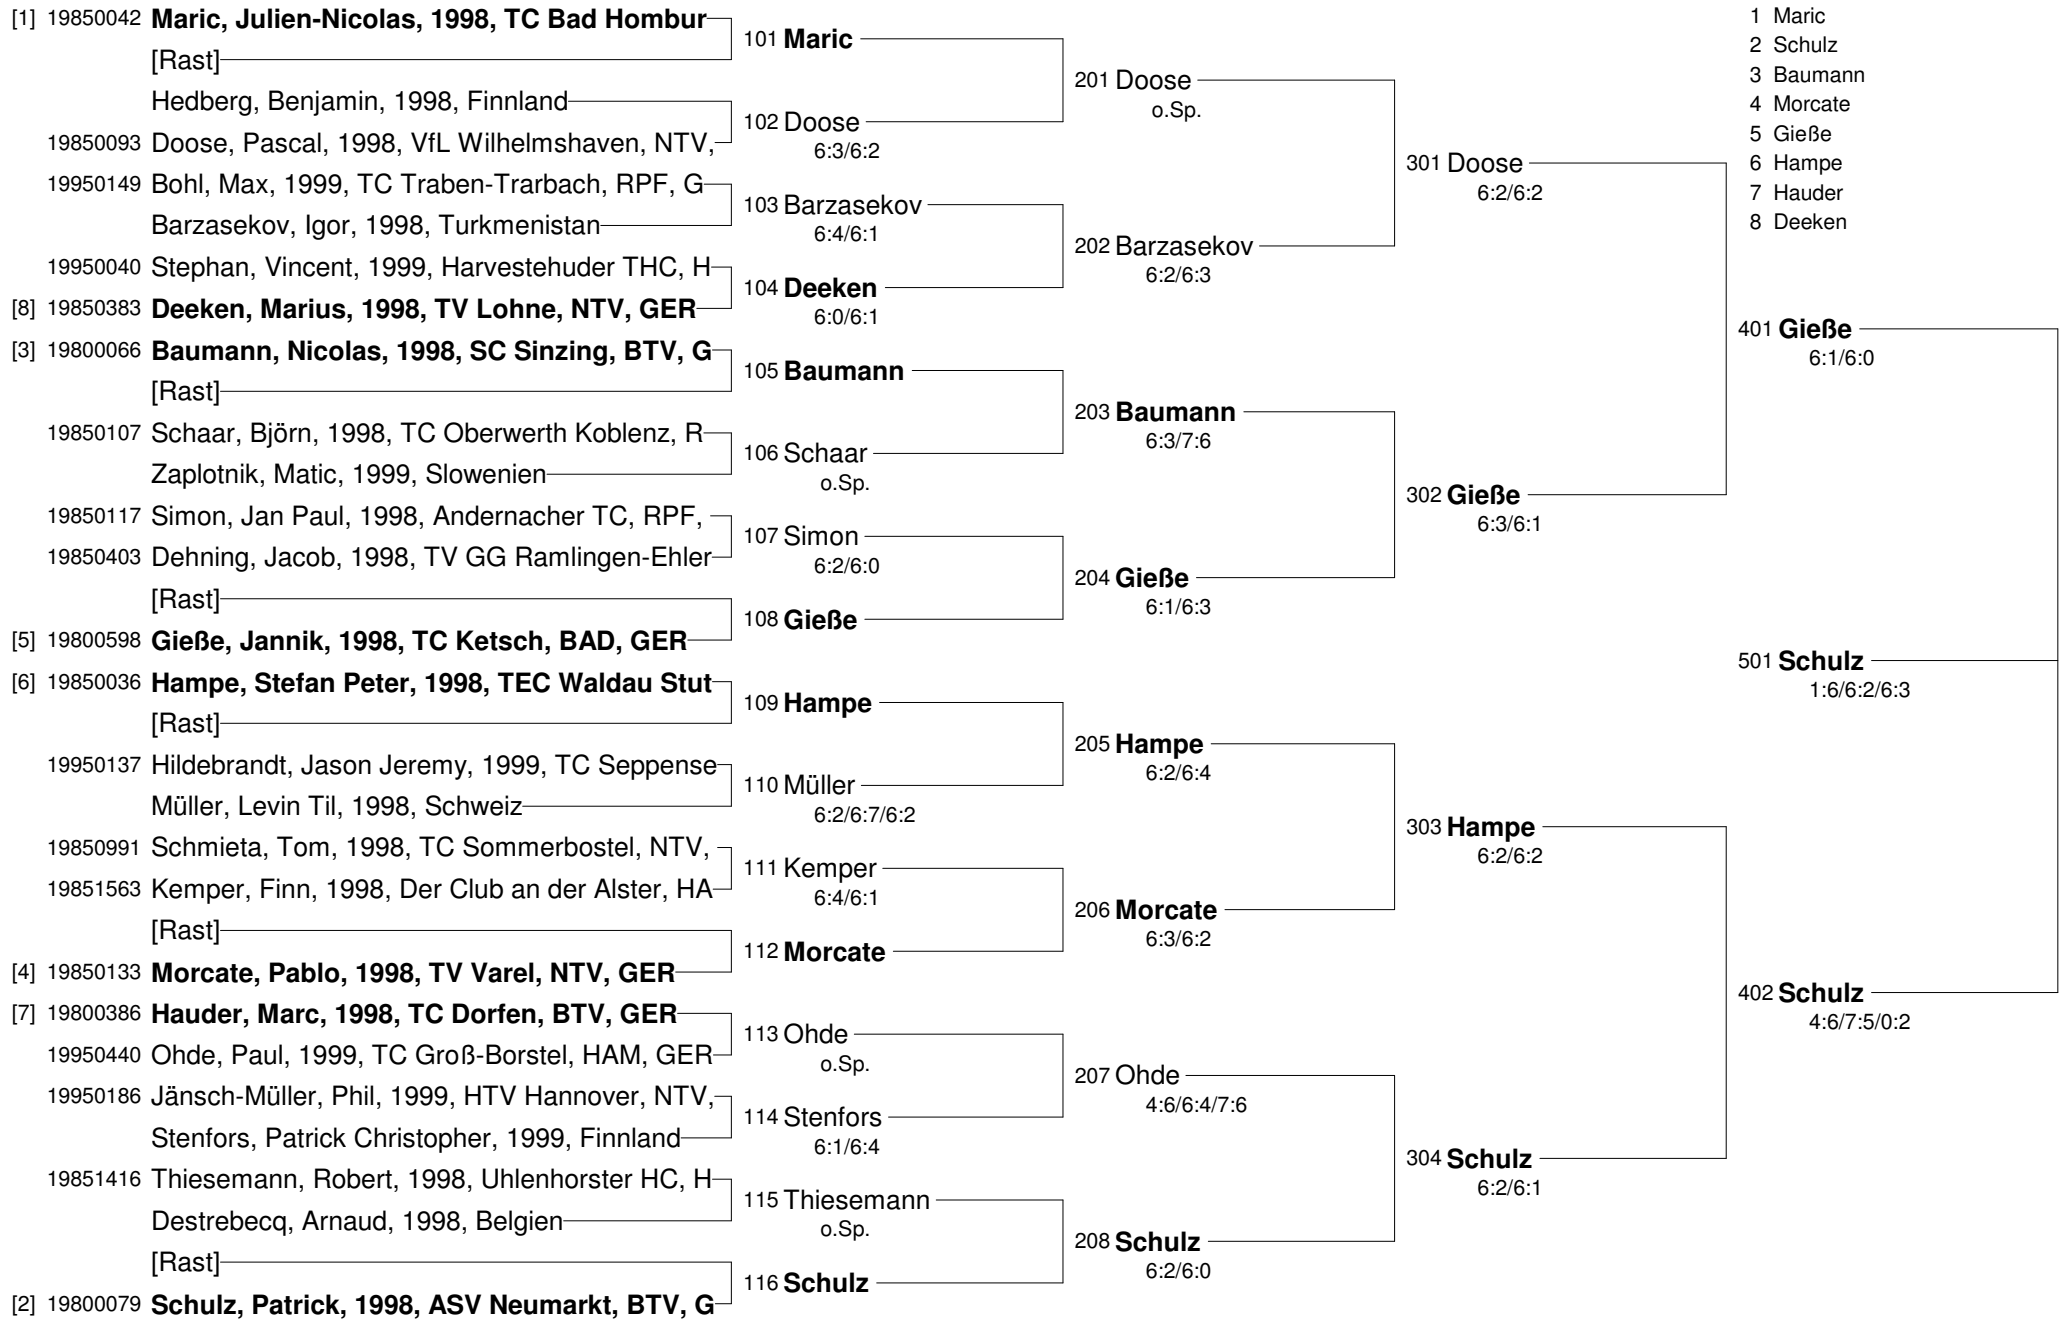 [1] 19850042 Maric, Julien-Nicolas, 1998, TC Bad Hombur
[Rast]
Hedberg, Benjamin, 1998, Finnland
19850093 Doose, Pascal, 1998, VfL Wilhelmshaven, NTV,
19950149 Bohl, Max, 1999, TC Traben-Trarbach, RPF, G
Barzasekov, Igor, 1998, Turkmenistan
19950040 Stephan, Vincent, 1999, Harvestehuder THC, H
[8] 19850383 Deeken, Marius, 1998, TV Lohne, NTV, GER
[3] 19800066 Baumann, Nicolas, 1998, SC Sinzing, BTV, G
[Rast]
19850107 Schaar, Björn, 1998, TC Oberwerth Koblenz, R
Zaplotnik, Matic, 1999, Slowenien
19850117 Simon, Jan Paul, 1998, Andernacher TC, RPF,
19850403 Dehning, Jacob, 1998, TV GG Ramlingen-Ehler
[Rast]
[5] 19800598 Gieße, Jannik, 1998, TC Ketsch, BAD, GER
[6] 19850036 Hampe, Stefan Peter, 1998, TEC Waldau Stut
[Rast]
19950137 Hildebrandt, Jason Jeremy, 1999, TC Seppense
Müller, Levin Til, 1998, Schweiz
19850991 Schmieta, Tom, 1998, TC Sommerbostel, NTV,
19851563 Kemper, Finn, 1998, Der Club an der Alster, HA
[Rast]
[4] 19850133 Morcate, Pablo, 1998, TV Varel, NTV, GER
[7] 19800386 Hauder, Marc, 1998, TC Dorfen, BTV, GER
19950440 Ohde, Paul, 1999, TC Groß-Borstel, HAM, GER
19950186 Jänsch-Müller, Phil, 1999, HTV Hannover, NTV,
Stenfors, Patrick Christopher, 1999, Finnland
19851416 Thiesemann, Robert, 1998, Uhlenhorster HC, H
Destrebecq, Arnaud, 1998, Belgien
[Rast]
[2] 19800079 Schulz, Patrick, 1998, ASV Neumarkt, BTV, G
101 Maric
102 Doose
6:3/6:2
103 Barzasekov
6:4/6:1
104 Deeken
6:0/6:1
105 Baumann
106 Schaar
o.Sp.
107 Simon
6:2/6:0
108 Gieße
109 Hampe
110 Müller
6:2/6:7/6:2
111 Kemper
6:4/6:1
112 Morcate
113 Ohde
o.Sp.
114 Stenfors
6:1/6:4
115 Thiesemann
o.Sp.
116 Schulz
201 Doose
o.Sp.
202 Barzasekov
6:2/6:3
203 Baumann
6:3/7:6
204 Gieße
6:1/6:3
205 Hampe
6:2/6:4
206 Morcate
6:3/6:2
207 Ohde
4:6/6:4/7:6
208 Schulz
6:2/6:0
301 Doose
6:2/6:2
302 Gieße
6:3/6:1
303 Hampe
6:2/6:2
304 Schulz
6:2/6:1
1 Maric
2 Schulz
3 Baumann
4 Morcate
5 Gieße
6 Hampe
7 Hauder
8 Deeken
401 Gieße
6:1/6:0
501 Schulz
1:6/6:2/6:3
402 Schulz
4:6/7:5/0:2